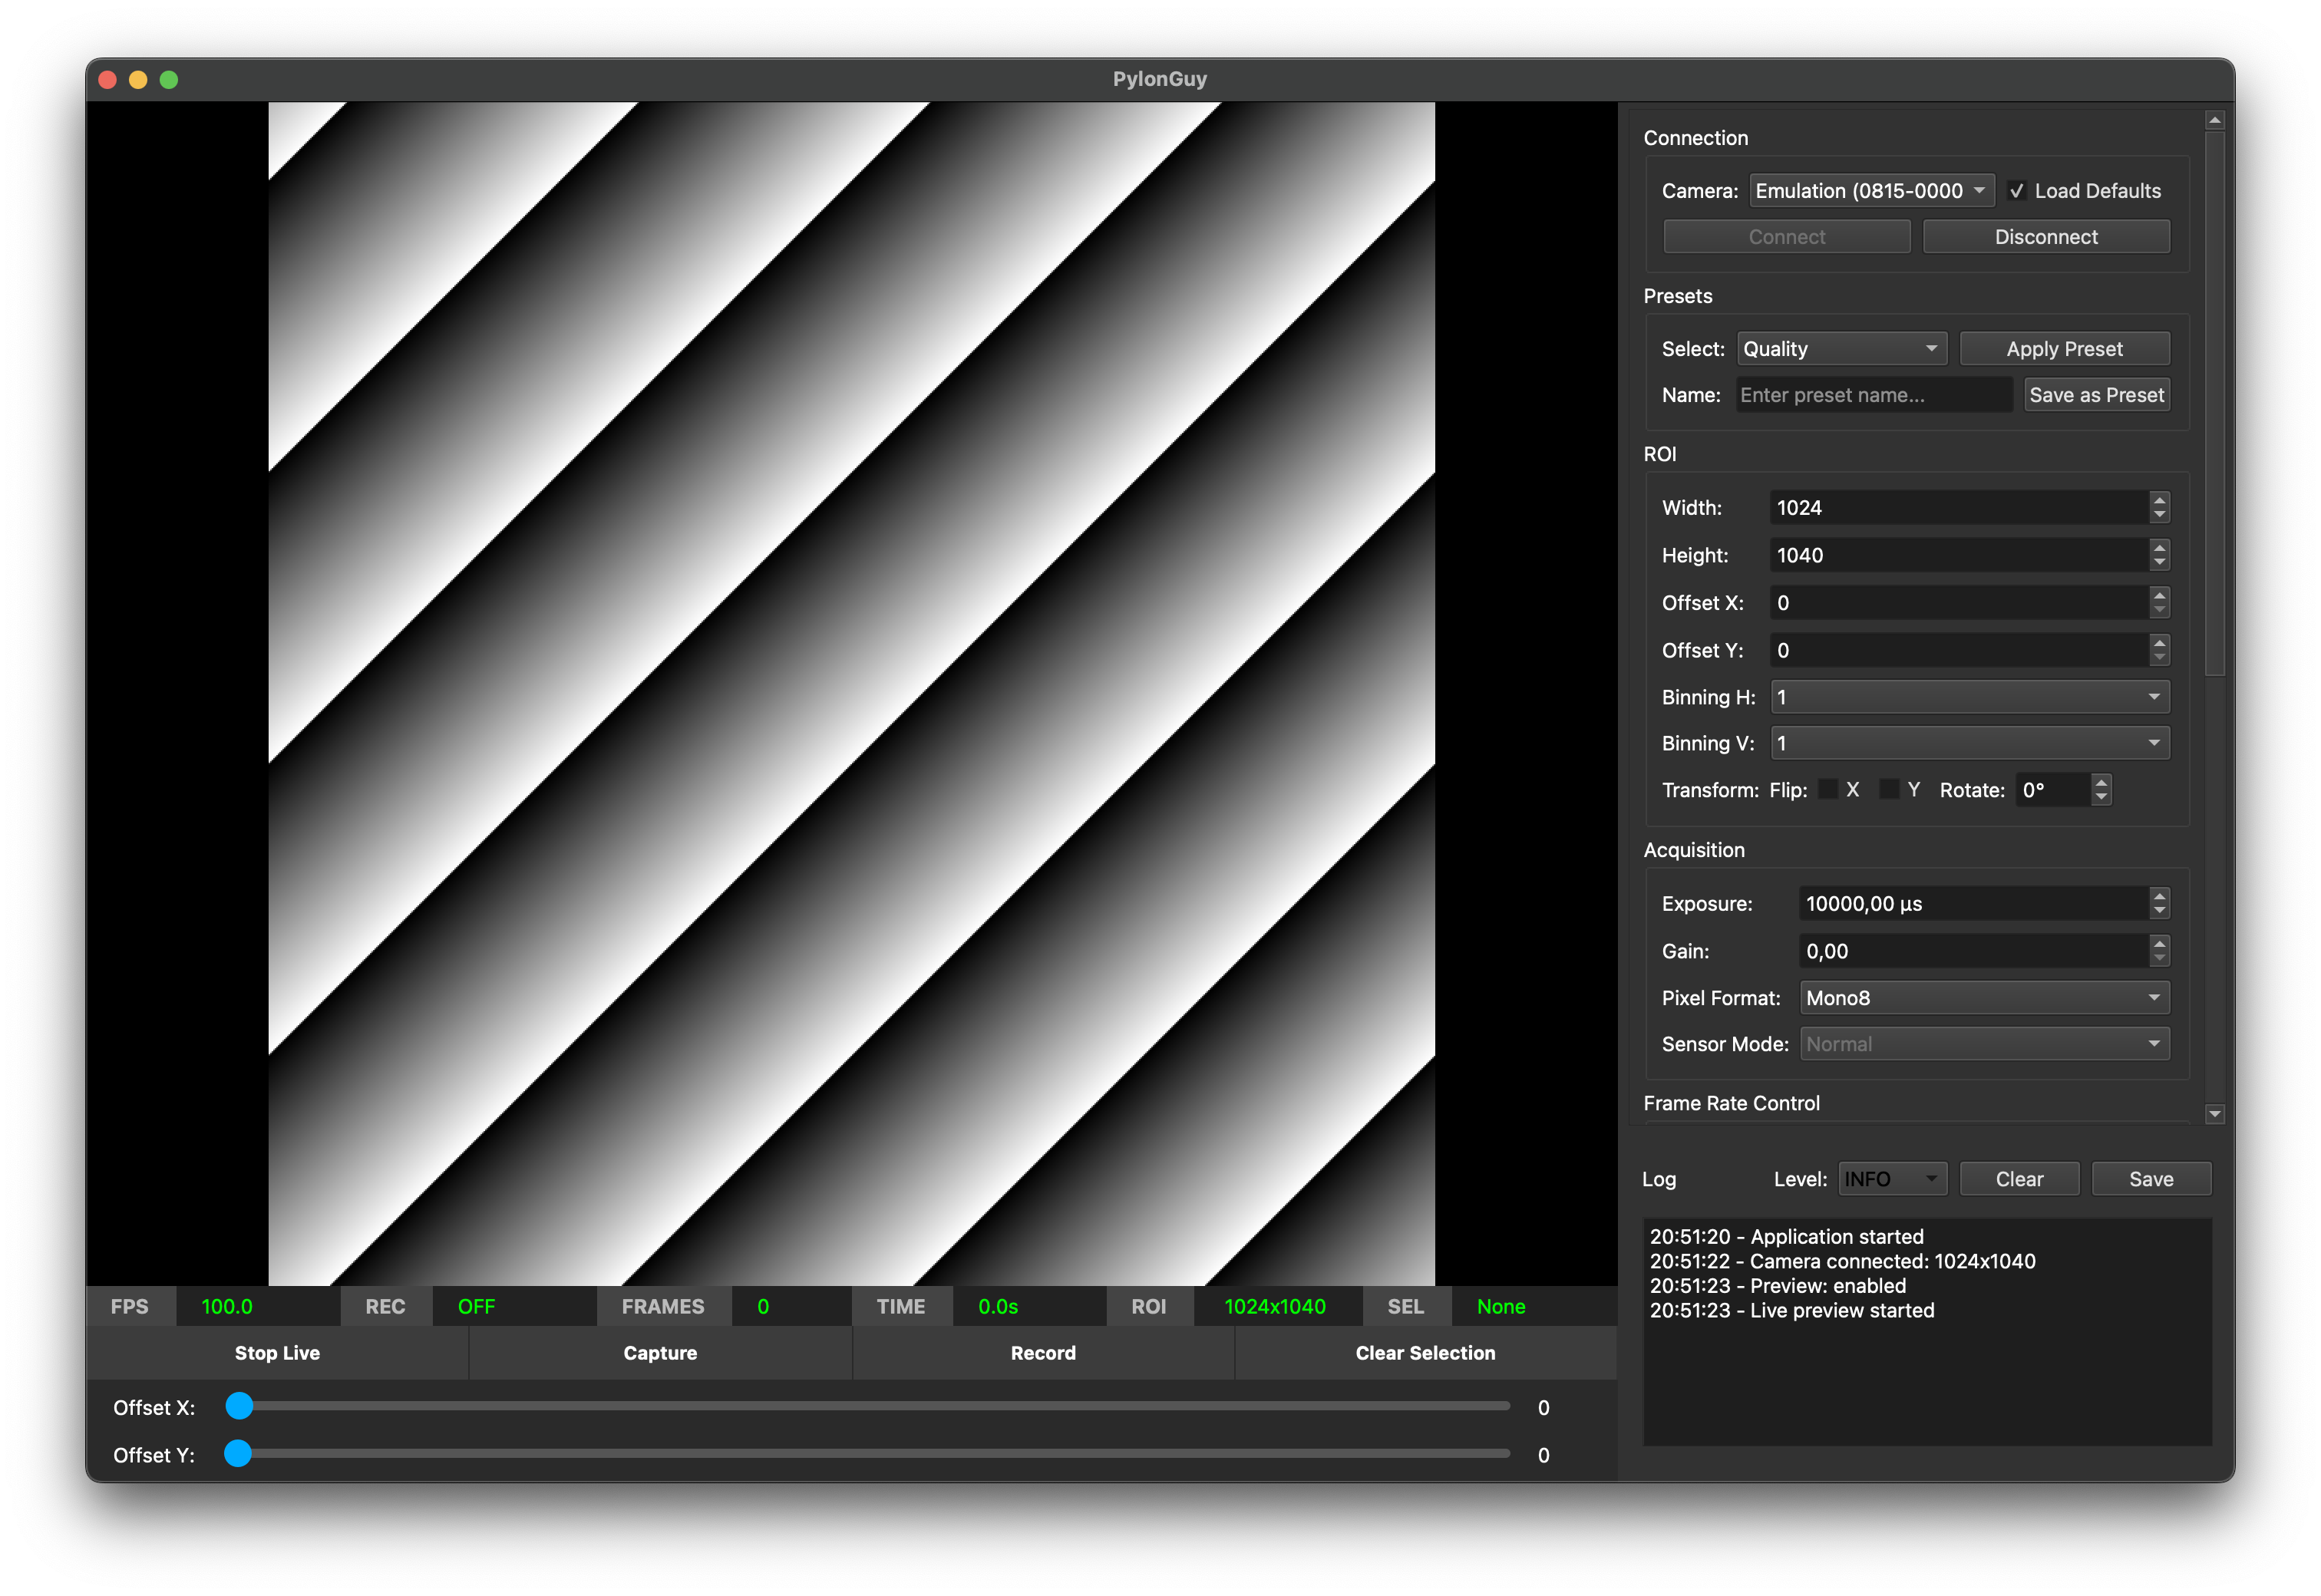 PylonGuy
Connection
Camera: Emulation (0815-0000 Load Defaults
Connect Disconnect
Presets
Select: Quality Apply Preset
Name: Enter preset name... Save as Preset
ROI
Width: 1024
Height: 1040
Offset X: 0
Offset Y: 0
Binning H: 1
Binning V: 1
Transform: Flip: X Y Rotate: 0°
Acquisition
Exposure: 10000,00 µs
Gain: 0,00
Pixel Format: Mono8
Sensor Mode: Normal
Frame Rate Control
Log Level: INFO Clear Save
20:51:20 - Application started
20:51:22 - Camera connected: 1024x1040
20:51:23 - Preview: enabled
20:51:23 - Live preview started
FPS 100.0 REC OFF FRAMES 0 TIME 0.0s ROI 1024x1040 SEL None
Stop Live Capture Record Clear Selection
Offset X: 0
Offset Y: 0